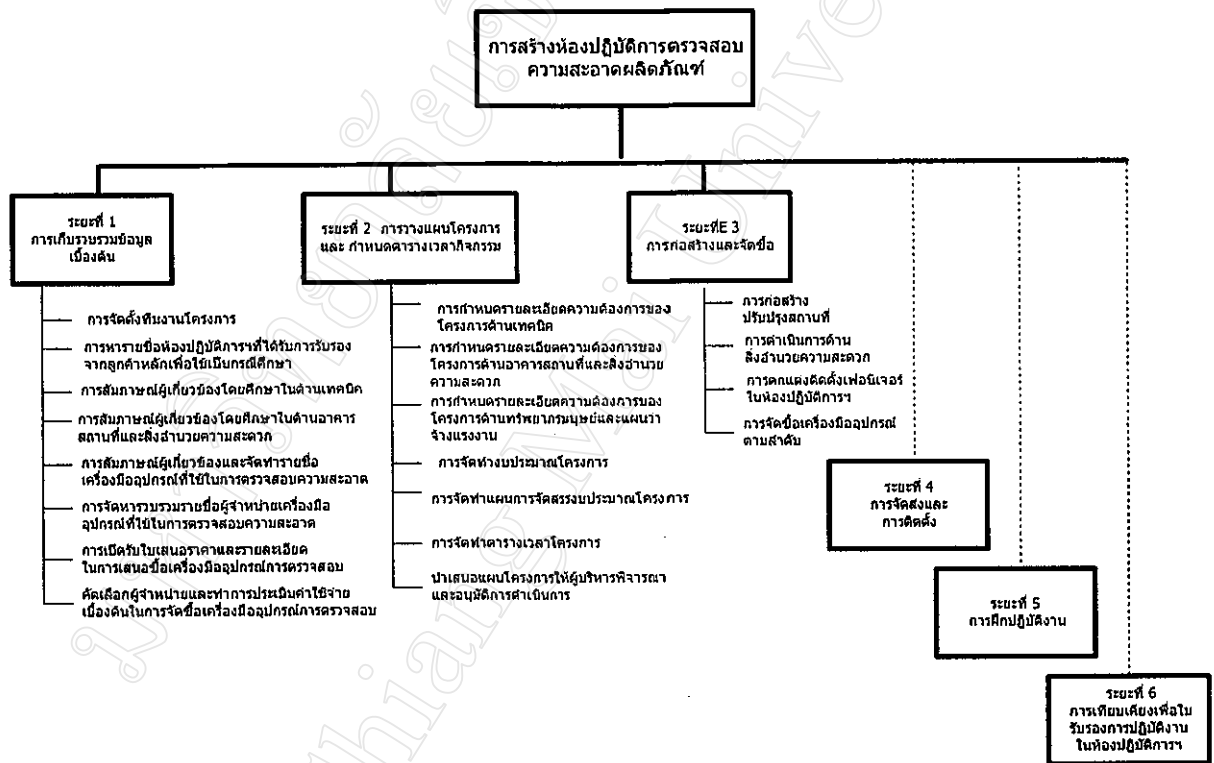 การสร้างห้องปฏิบัติการตรวจสอบ
ความสะอาดผลิตภัณฑ์
ระยะที่ 1
การเก็บรวบรวมข้อมูล
เบื้องต้น
การจัดตั้งทีมงานโครงการ
การหารายชื่อห้องปฏิบัติการฯที่ได้รับการรับรอง
จากลูกค้าหลักเพื่อใช้เป็นกรณีศึกษา
การสัมภาษณ์ผู้เกี่ยวข้องโดยศึกษาในด้านเทคนิค
การสัมภาษณ์ผู้เกี่ยวข้องโดยศึกษาในด้านอาคาร
สถานที่และสิ่งอำนวยความสะดวก
การสัมภาษณ์ผู้เกี่ยวข้องและจัดทำรายชื่อ
เครื่องมืออุปกรณ์ที่ใช้ในการตรวจสอบความสะอาด
การจัดหารวบรวมรายชื่อผู้จำหน่ายเครื่องมือ
อุปกรณ์ที่ใช้ในการตรวจสอบความสะอาด
การเปิดรับใบเสนอราคาและรายละเอียด
ในการเสนอซื้อเครื่องมืออุปกรณ์การตรวจสอบ
คัดเลือกผู้จำหน่ายและทำการประเมินค่าใช้จ่าย
เบื้องต้นในการจัดซื้อเครื่องมืออุปกรณ์การตรวจสอบ
ระยะที่ 2 การวางแผนโครงการ
และ กำหนดตารางเวลากิจกรรม
การกำหนดรายละเอียดความต้องการของ
โครงการด้านเทคนิค
การกำหนดรายละเอียดความต้องการของ
โครงการด้านอาคารสถานที่และสิ่งอำนวย
ความสะดวก
การกำหนดรายละเอียดความต้องการของ
โครงการด้านทรัพยากรมนุษย์และแผนว่า
จ้างแรงงาน
การจัดทำงบประมาณโครงการ
การจัดทำแผนการจัดสรรงบประมาณโครงการ
การจัดทำตารางเวลาโครงการ
นำเสนอแผนโครงการให้ผู้บริหารพิจารณา
และอนุมัติการดำเนินการ
ระยะที่E 3
การก่อสร้างและจัดซื้อ
การก่อสร้าง
ปรับปรุงสถานที่
การดำเนินการด้าน
สิ่งอำนวยความสะดวก
การตกแต่งติดตั้งเฟอนิเจอร์
ในห้องปฏิบัติการฯ
การจัดซื้อเครื่องมืออุปกรณ์
ตามลำดับ
ระยะที่ 4
การจัดส่งและ
การติดตั้ง
ระยะที่ 5
การฝึกปฏิบัติงาน
ระยะที่ 6
การเทียบเคียงเพื่อใบ
รับรองการปฏิบัติงาน
ในห้องปฏิบัติการฯ